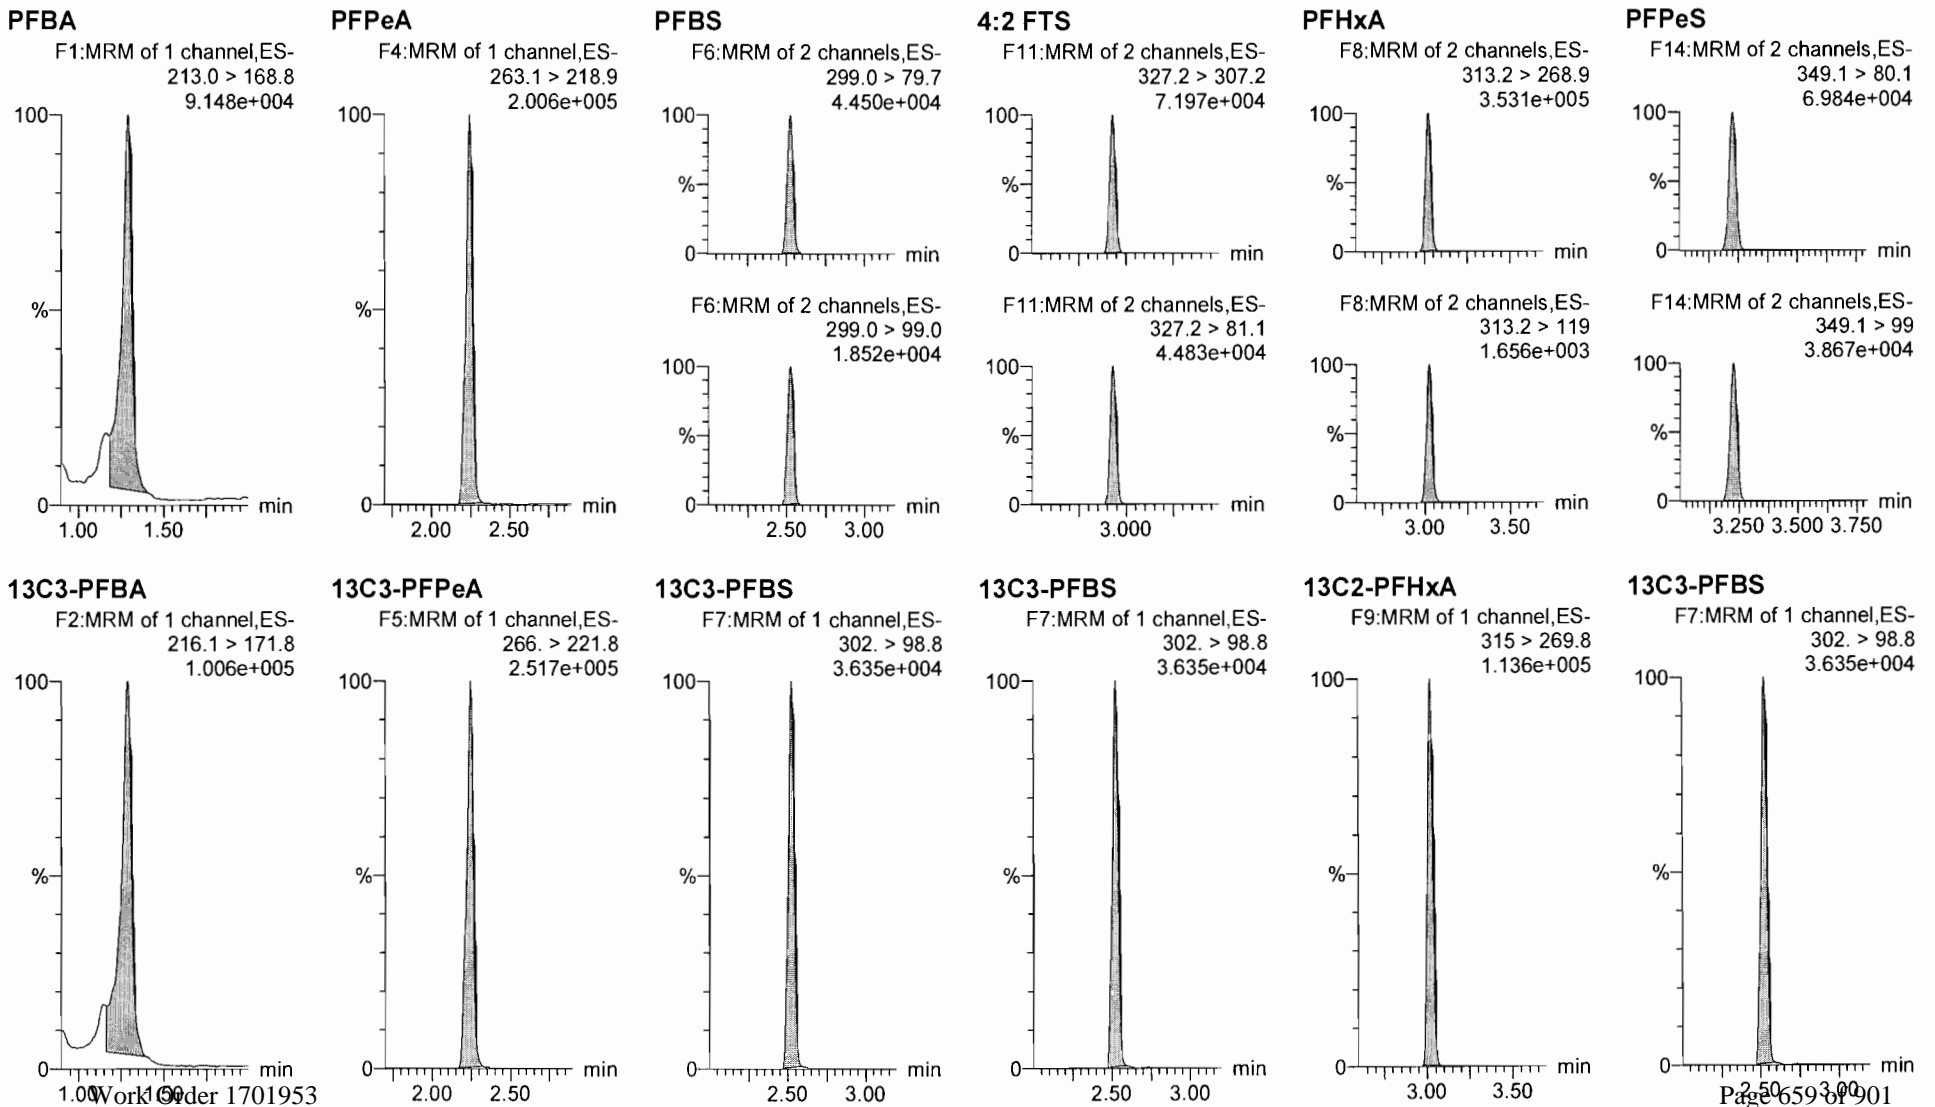 PFBA
F1:MRM of 1 channel,ES-
213.0 > 168.8
9.148e+004
100
%
0
min
1.00 1.50
PFPeA
F4:MRM of 1 channel,ES-
263.1 > 218.9
2.006e+005
100
%
0
min
2.00 2.50
PFBS
F6:MRM of 2 channels,ES-
299.0 > 79.7
4.450e+004
100
%
0
min
F6:MRM of 2 channels,ES-
299.0 > 99.0
1.852e+004
100
%
0
min
2.50 3.00
4:2 FTS
F11:MRM of 2 channels,ES-
327.2 > 307.2
7.197e+004
100
%
0
min
F11:MRM of 2 channels,ES-
327.2 > 81.1
4.483e+004
100
%
0
min
3.000
PFHxA
F8:MRM of 2 channels,ES-
313.2 > 268.9
3.531e+005
100
%
0
min
F8:MRM of 2 channels,ES-
313.2 > 119
1.656e+003
100
%
0
min
3.00 3.50
PFPeS
F14:MRM of 2 channels,ES-
349.1 > 80.1
6.984e+004
100
%
0
min
F14:MRM of 2 channels,ES-
349.1 > 99
3.867e+004
100
%
0
min
3.250 3.500 3.750
13C3-PFBA
F2:MRM of 1 channel,ES-
216.1 > 171.8
1.006e+005
100
%
0
min
1.00 1.50
13C3-PFPeA
F5:MRM of 1 channel,ES-
266. > 221.8
2.517e+005
100
%
0
min
2.00 2.50
13C3-PFBS
F7:MRM of 1 channel,ES-
302. > 98.8
3.635e+004
100
%
0
min
2.50 3.00
13C3-PFBS
F7:MRM of 1 channel,ES-
302. > 98.8
3.635e+004
100
%
0
min
2.50 3.00
13C2-PFHxA
F9:MRM of 1 channel,ES-
315 > 269.8
1.136e+005
100
%
0
min
3.00 3.50
13C3-PFBS
F7:MRM of 1 channel,ES-
302. > 98.8
3.635e+004
100
%
0
min
2.50 3.00
Work Order 1701953
Page 659 of 901